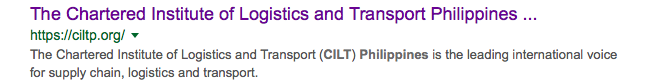 The Chartered Institute of Logistics and Transport Philippines ...
https://ciltp.org/
The Chartered Institute of Logistics and Transport (CILT) Philippines is the leading international voice
for supply chain, logistics and transport.